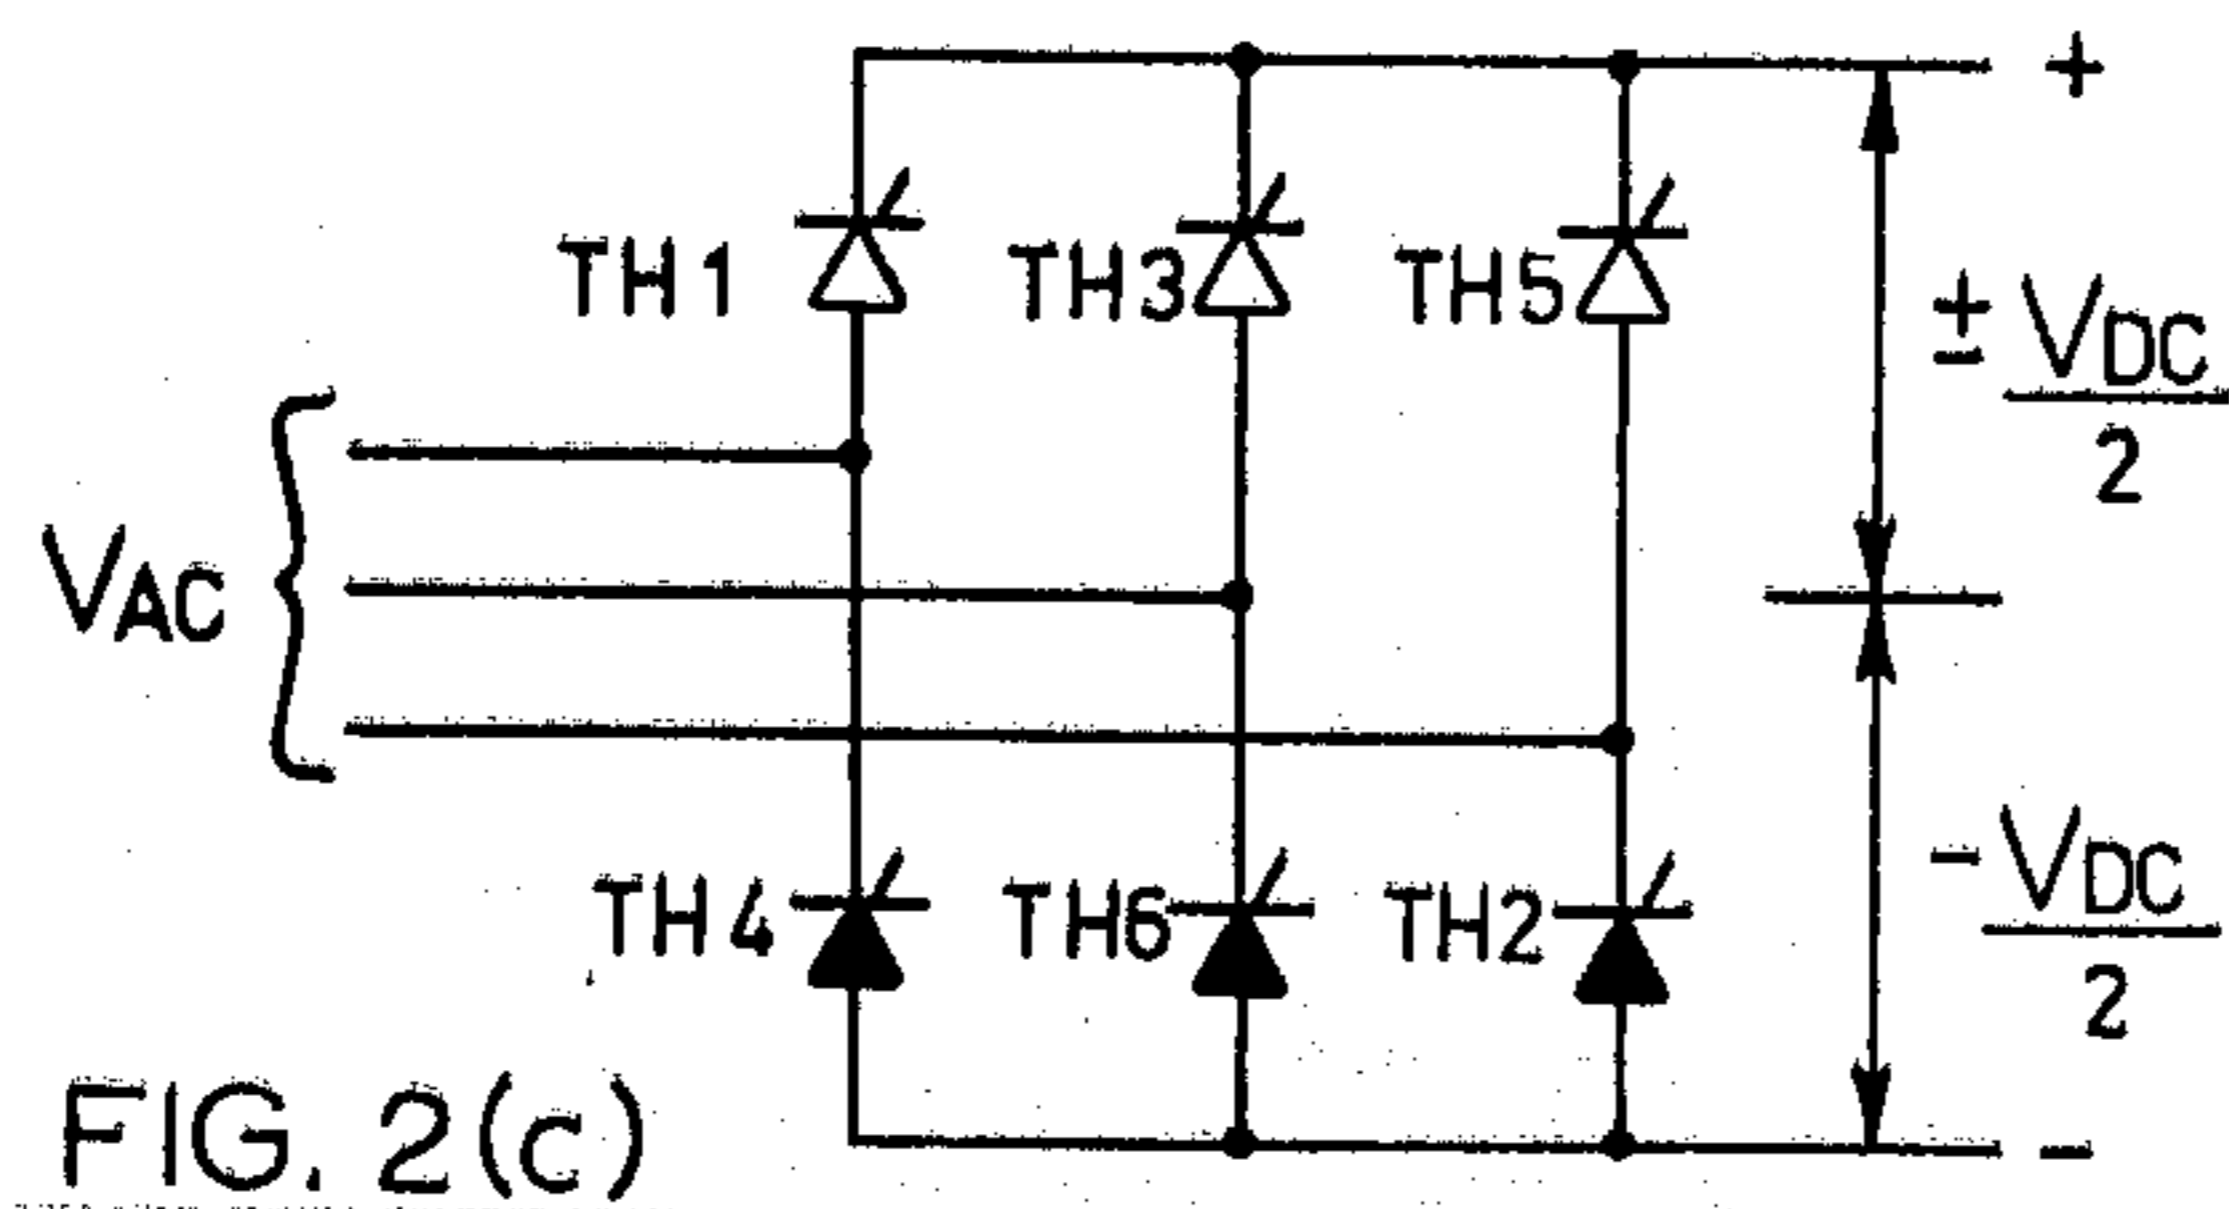 +
TH1 TH3 TH5
± VDC
2
VAC
- VDC
2
TH4 TH6 TH2
FIG. 2(c)
-